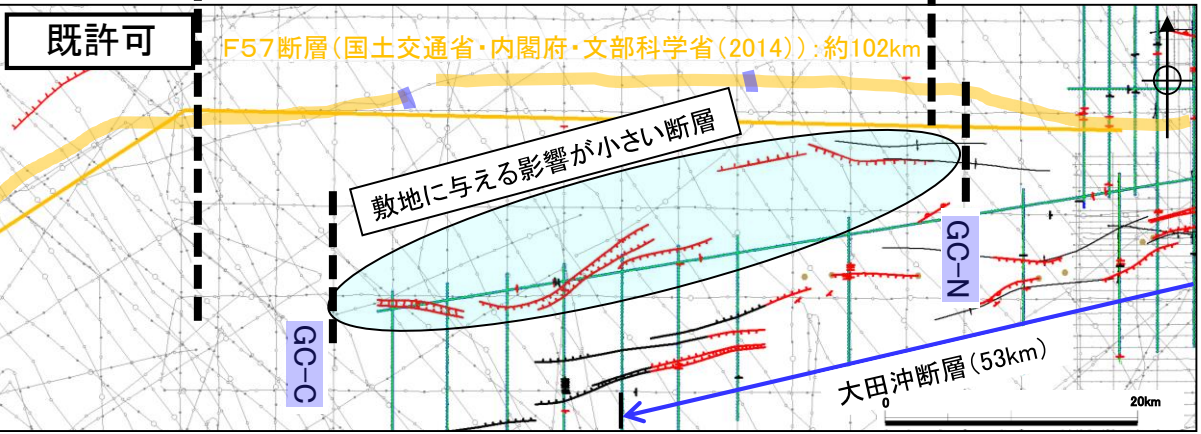 既許可
F57断層(国土交通省・内閣府・文部科学省(2014)):約102km
敷地に与える影響が小さい断層
GC-N
GC-C
大田沖断層(53km)
0
20km